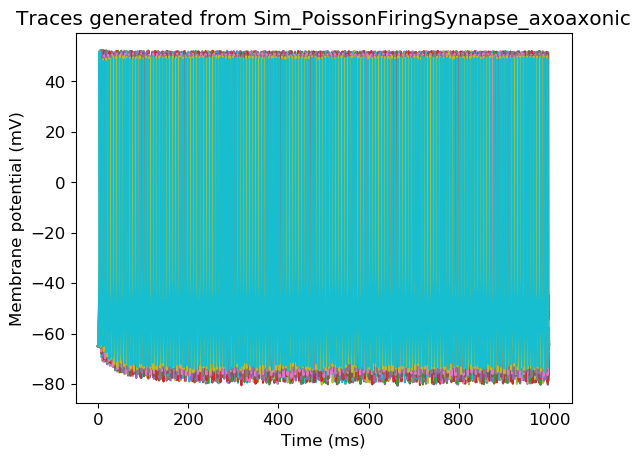 Traces generated from Sim_PoissonFiringSynapse_axoaxonic
Membrane potential (mV)
40
20
0
−20
−40
−60
−80
0 200 400 600 800 1000
Time (ms)